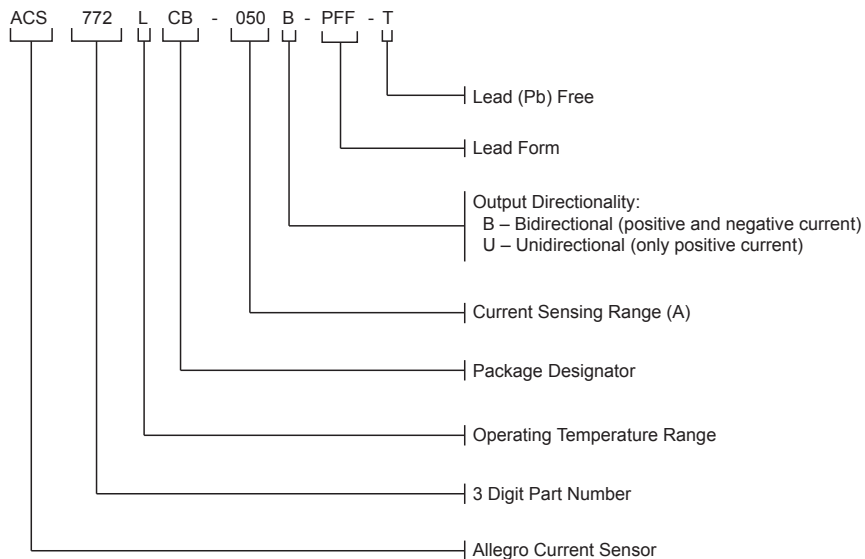 ACS 772 L CB - 050 B - PFF - T
Lead (Pb) Free
Lead Form
Output Directionality:
B – Bidirectional (positive and negative current)
U – Unidirectional (only positive current)
Current Sensing Range (A)
Package Designator
Operating Temperature Range
3 Digit Part Number
Allegro Current Sensor